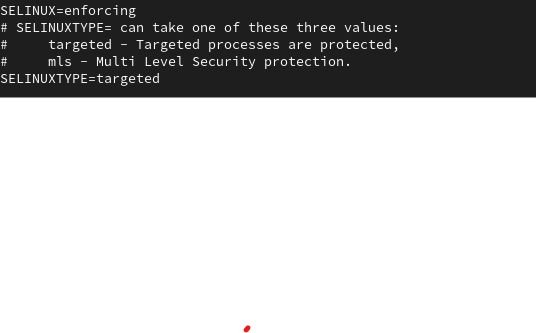 SELINUX=enforcing
# SELINUXTYPE= can take one of these three values:
#     targeted - Targeted processes are protected,
#     mls - Multi Level Security protection.
SELINUXTYPE=targeted